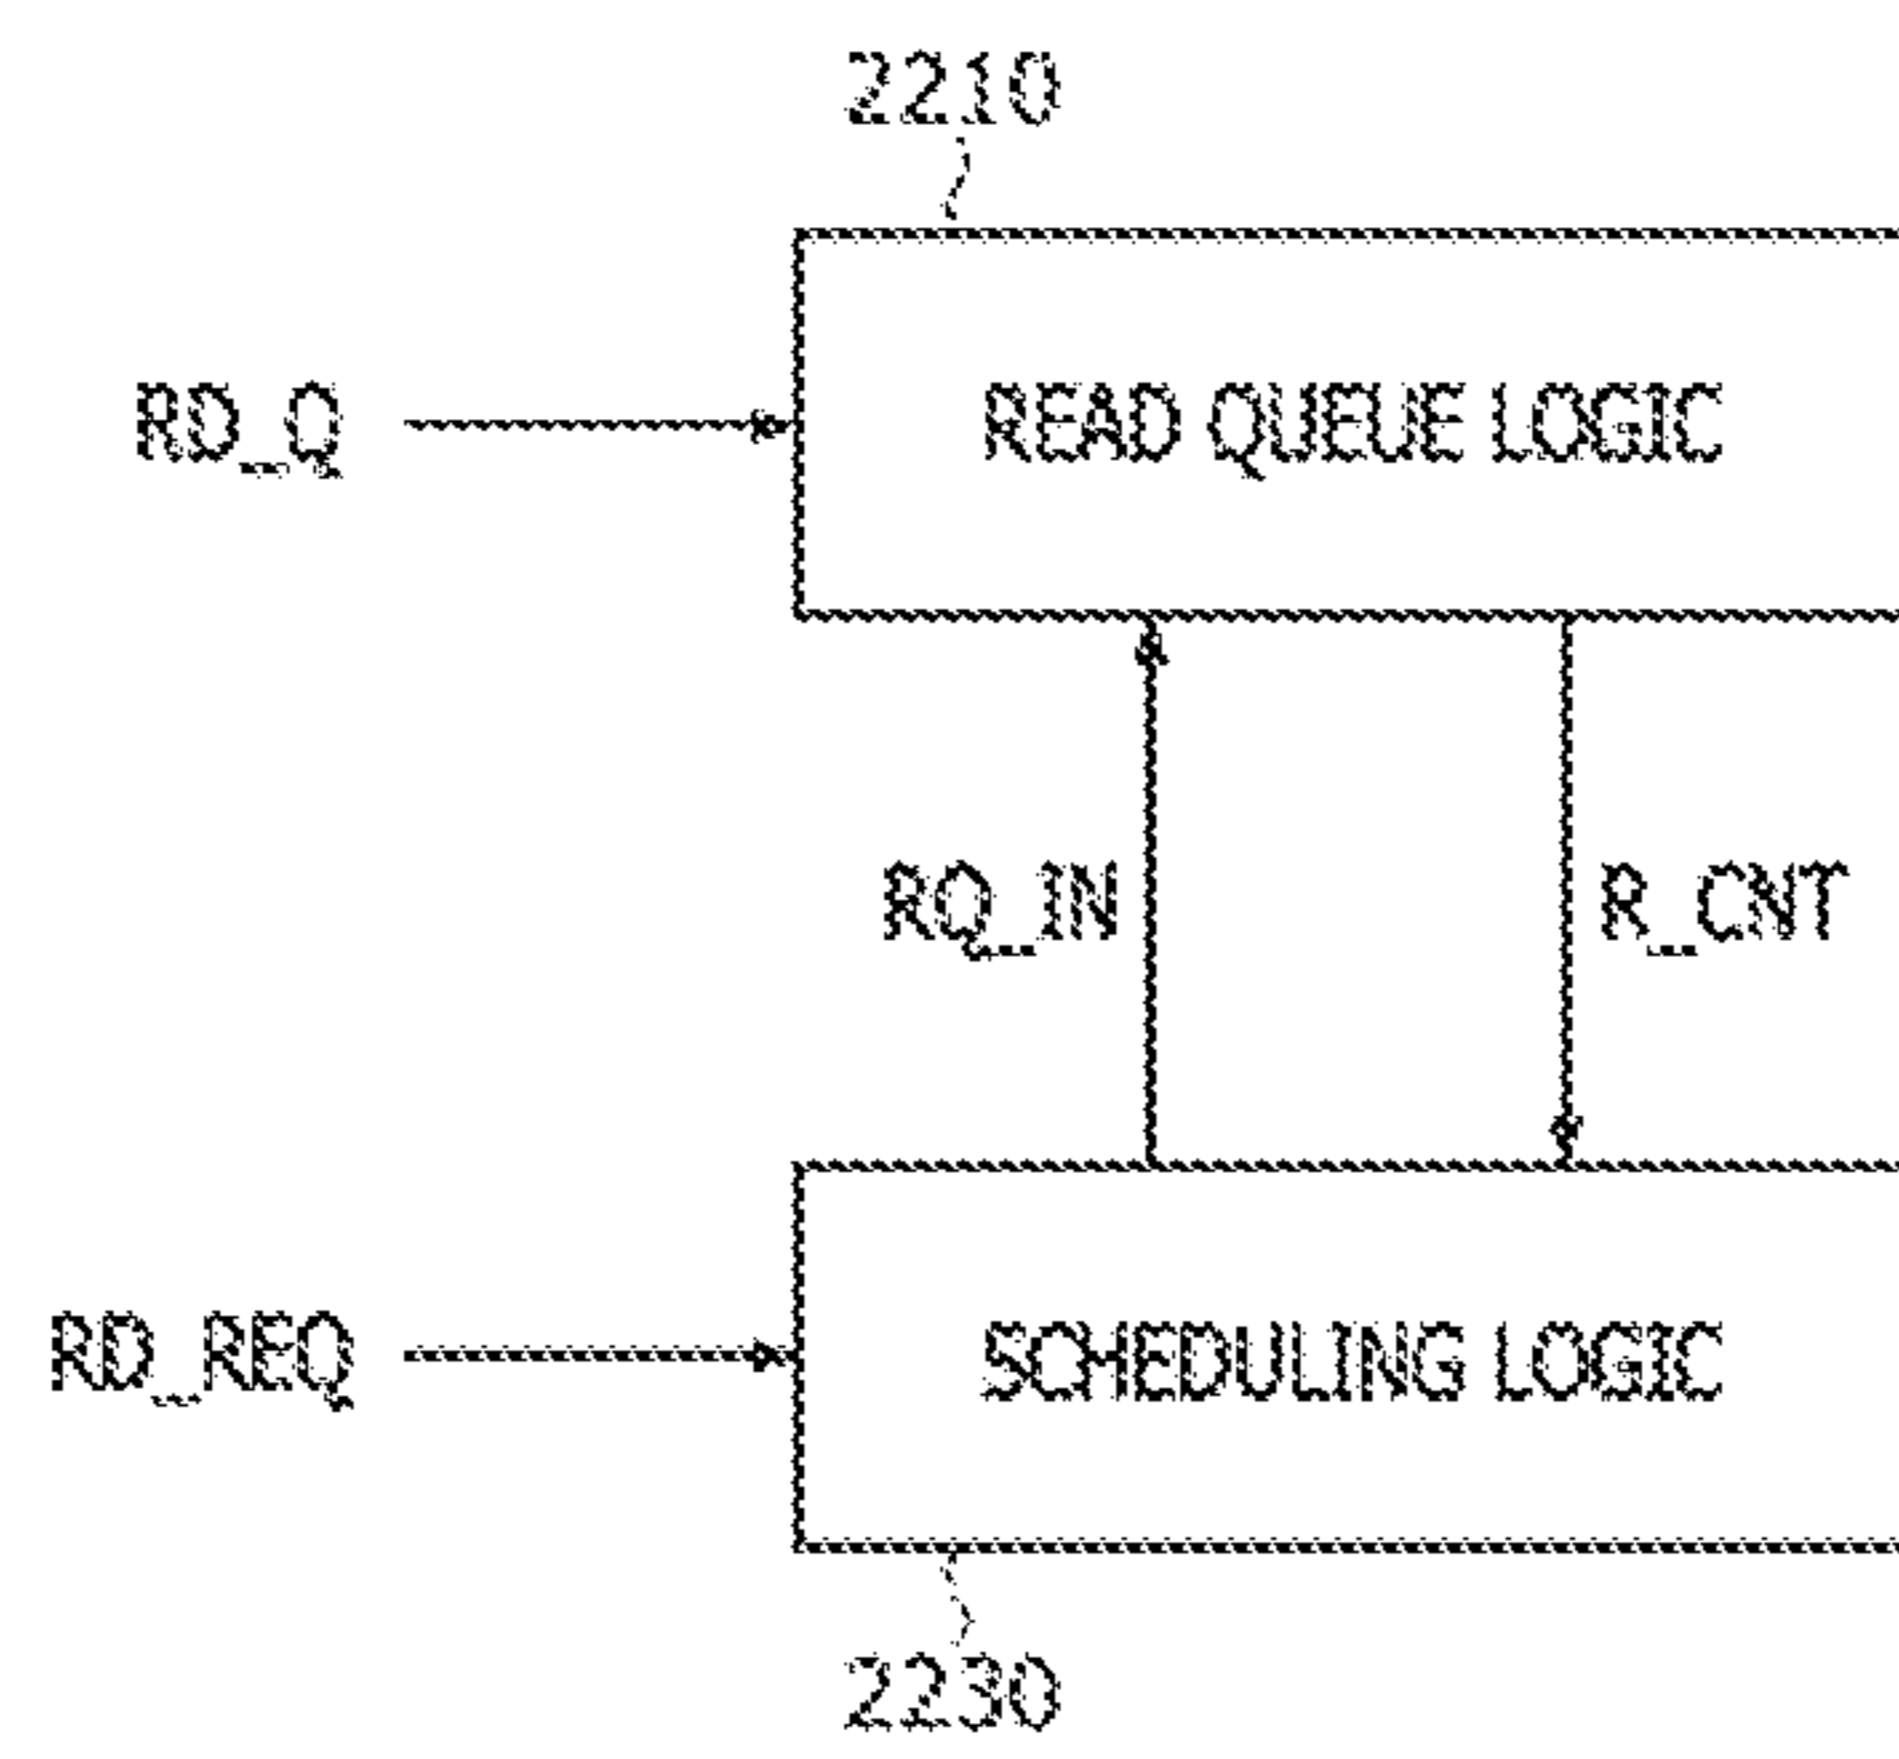 2210
RD_Q
READ QUEUE LOGIC
RQ_IN
R_CNT
RD_REQ
SCHEDULING LOGIC
2230